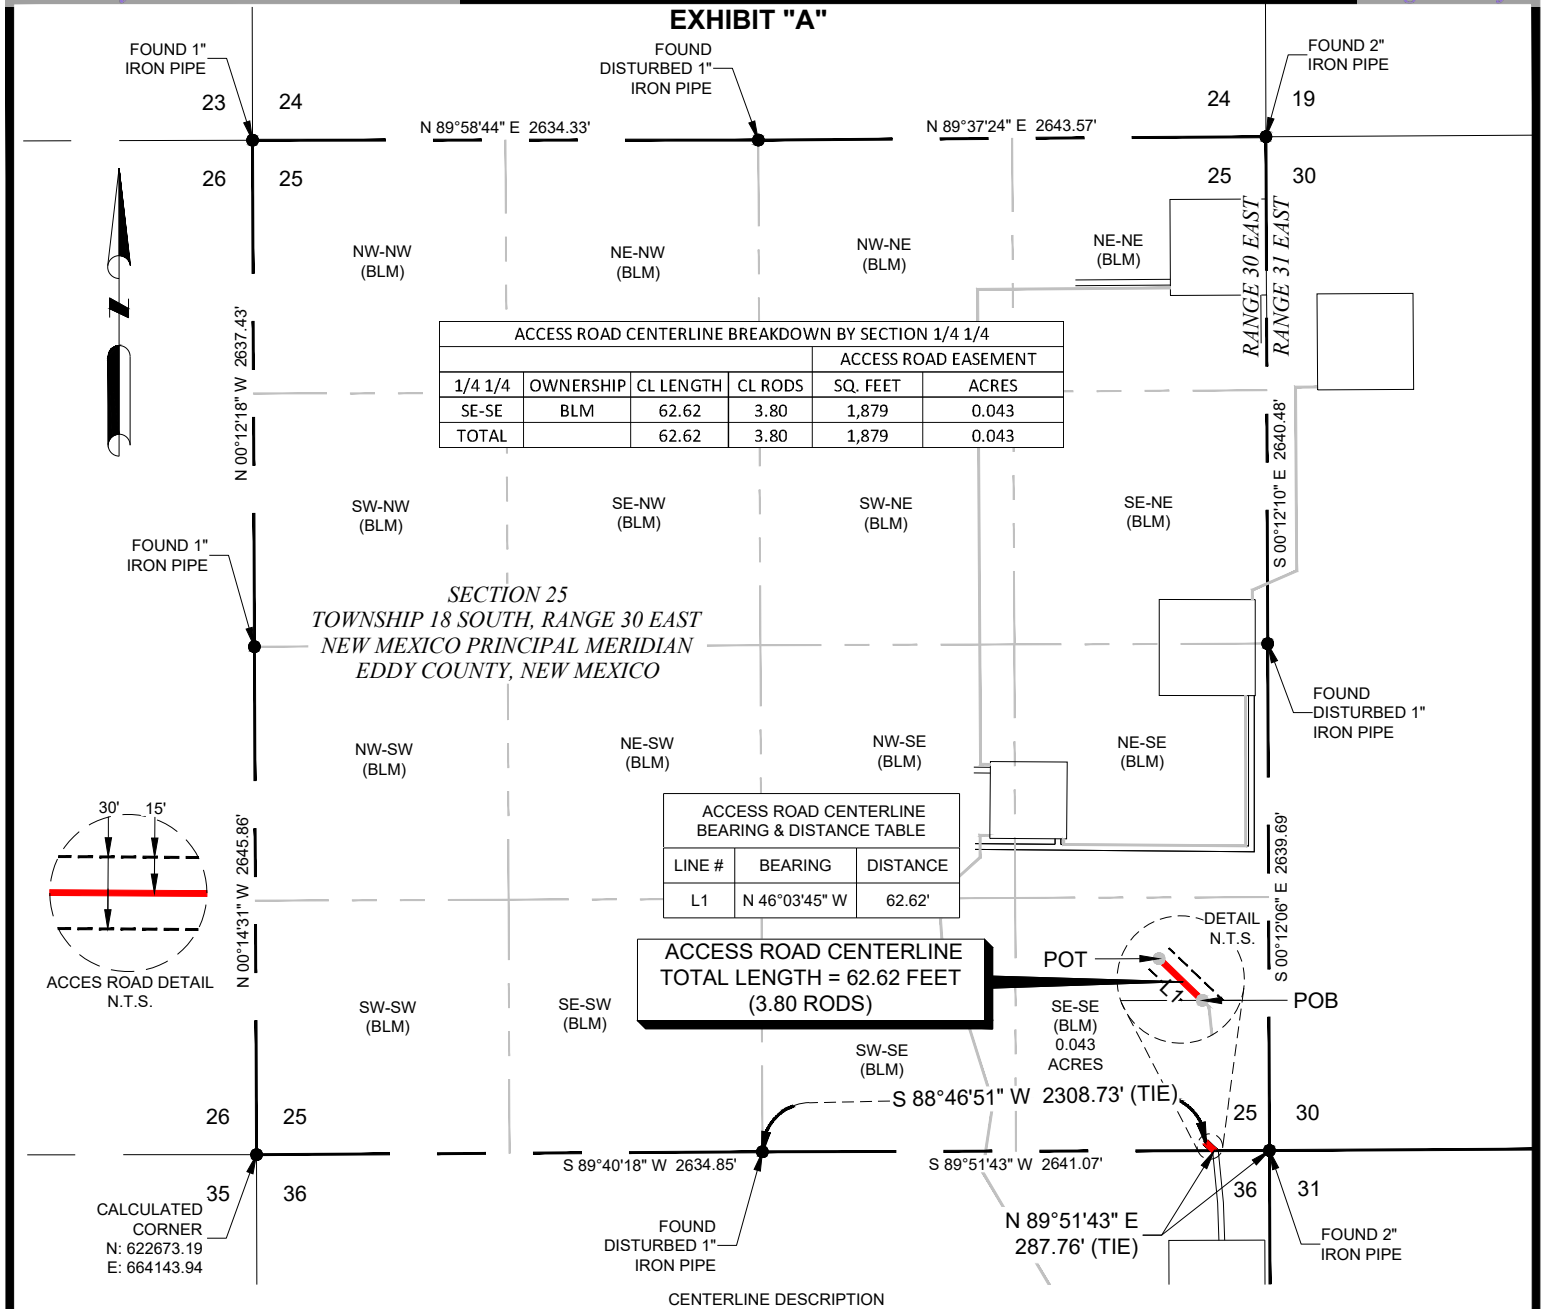 EXHIBIT "A"
FOUND 1"
IRON PIPE
FOUND
DISTURBED 1"
IRON PIPE
FOUND 2"
IRON PIPE
23 24
24 19
N 89°58'44" E 2634.33'
N 89°37'24" E 2643.57'
26 25
25 30
RANGE 30 EAST
RANGE 31 EAST
NW-NW
(BLM)
NE-NW
(BLM)
NW-NE
(BLM)
NE-NE
(BLM)
N
N 00°12'18" W 2637.43'
ACCESS ROAD CENTERLINE BREAKDOWN BY SECTION 1/4 1/4
ACCESS ROAD EASEMENT
1/4 1/4 OWNERSHIP CL LENGTH CL RODS SQ. FEET ACRES
SE-SE BLM 62.62 3.80 1,879 0.043
TOTAL 62.62 3.80 1,879 0.043
S 00°12'10" E 2640.48'
SW-NW
(BLM)
SE-NW
(BLM)
SW-NE
(BLM)
SE-NE
(BLM)
FOUND 1"
IRON PIPE
SECTION 25
TOWNSHIP 18 SOUTH, RANGE 30 EAST
NEW MEXICO PRINCIPAL MERIDIAN
EDDY COUNTY, NEW MEXICO
FOUND
DISTURBED 1"
IRON PIPE
NW-SW
(BLM)
NE-SW
(BLM)
NW-SE
(BLM)
NE-SE
(BLM)
30' 15'
ACCES ROAD DETAIL
N.T.S.
N 00°14'31" W 2645.86'
ACCESS ROAD CENTERLINE
BEARING & DISTANCE TABLE
LINE # BEARING DISTANCE
L1 N 46°03'45" W 62.62'
S 00°12'06" E 2639.69'
ACCESS ROAD CENTERLINE
TOTAL LENGTH = 62.62 FEET
(3.80 RODS)
DETAIL
N.T.S.
POT
L1
POB
SW-SW
(BLM)
SE-SW
(BLM)
SW-SE
(BLM)
SE-SE
(BLM)
0.043
ACRES
S 88°46'51" W 2308.73' (TIE)
26 25
25 30
S 89°40'18" W 2634.85'
S 89°51'43" W 2641.07'
35 36
36 31
CALCULATED
CORNER
N: 622673.19
E: 664143.94
FOUND
DISTURBED 1"
IRON PIPE
N 89°51'43" E
287.76' (TIE)
FOUND 2"
IRON PIPE
CENTERLINE DESCRIPTION